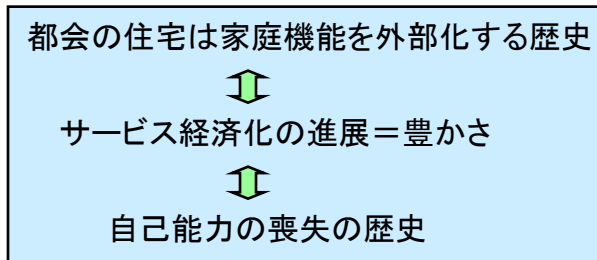 都会の住宅は家庭機能を外部化する歴史
サービス経済化の進展＝豊かさ
自己能力の喪失の歴史